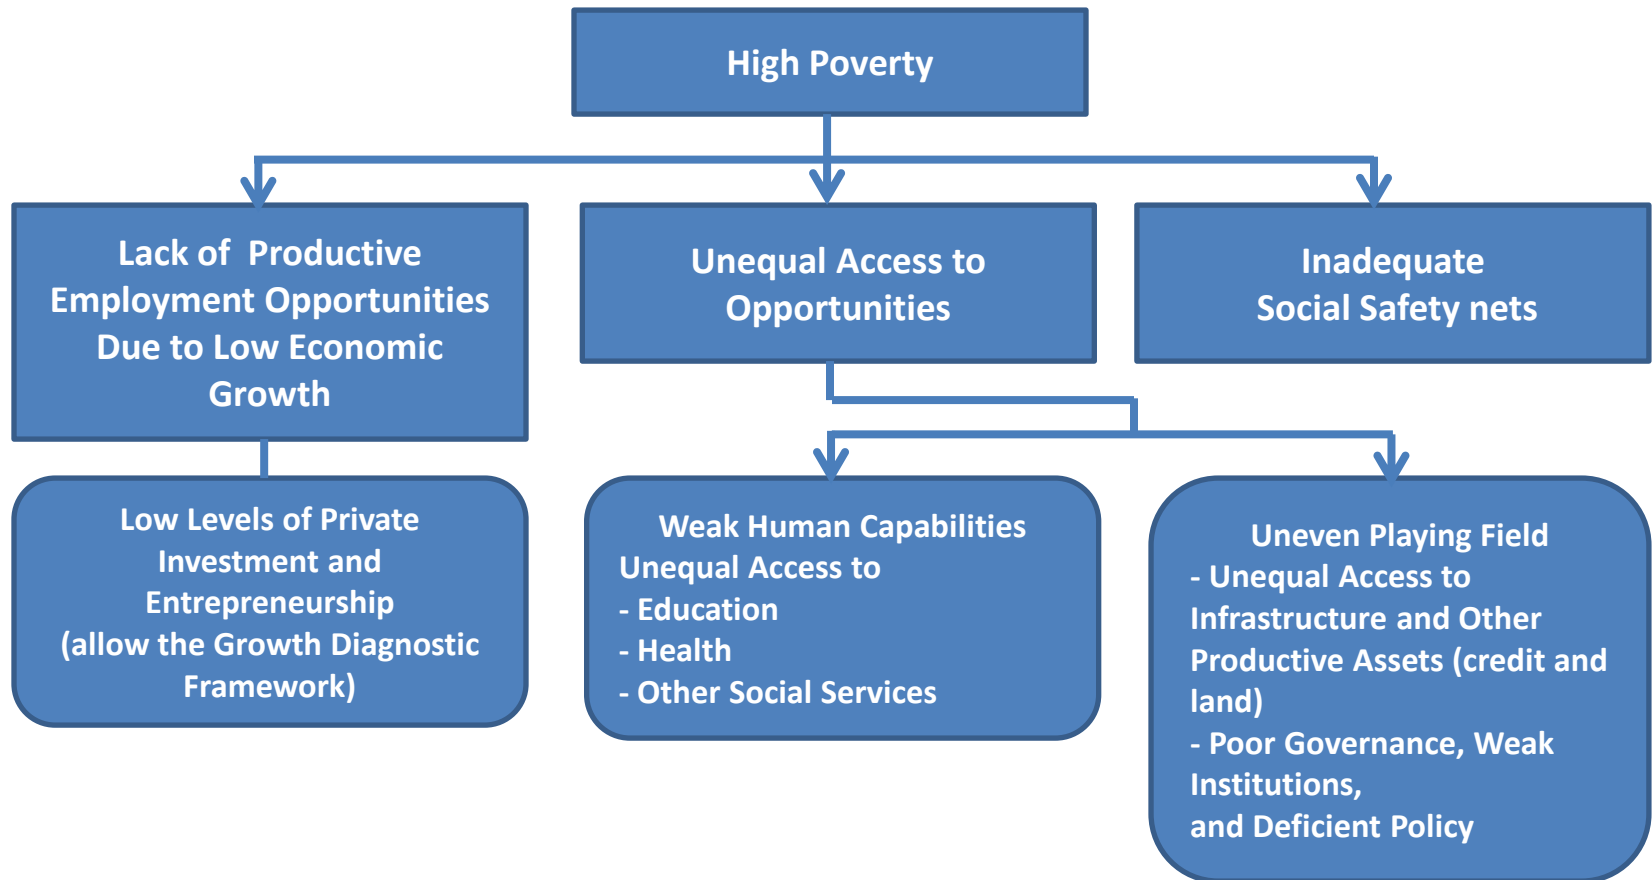 High Poverty
Lack of  Productive
Employment Opportunities
Due to Low Economic
Growth
Unequal Access to
Opportunities
Inadequate
Social Safety nets
Low Levels of Private
Investment and
Entrepreneurship
(allow the Growth Diagnostic
Framework)
Weak Human Capabilities
Unequal Access to
- Education
- Health
- Other Social Services
Uneven Playing Field
- Unequal Access to
Infrastructure and Other
Productive Assets (credit and
land)
- Poor Governance, Weak
Institutions,
and Deficient Policy